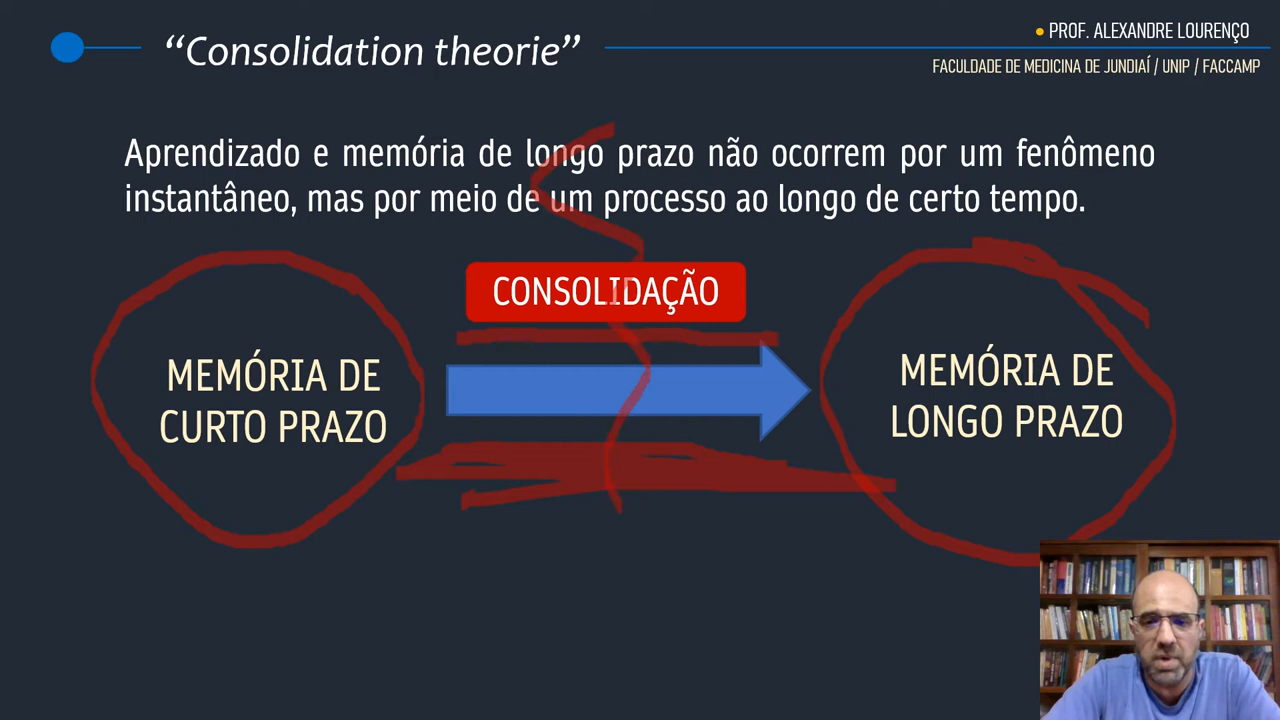 “Consolidation theorie”
PROF. ALEXANDRE LOURENÇO
FACULDADE DE MEDICINA DE JUNDIAÍ / UNIP / FACCAMP
Aprendizado e memória de longo prazo não ocorrem por um fenômeno
instantâneo, mas por meio de um processo ao longo de certo tempo.
CONSOLIDAÇÃO
MEMÓRIA DE
CURTO PRAZO
MEMÓRIA DE
LONGO PRAZO